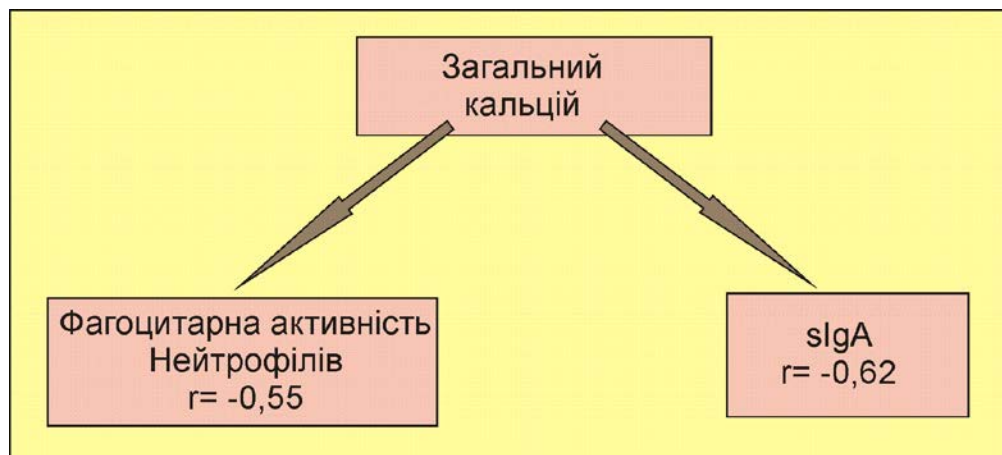 Загальний
кальцій
Фагоцитарна активність
Нейтрофілів
r= -0,55
sIgA
r= -0,62